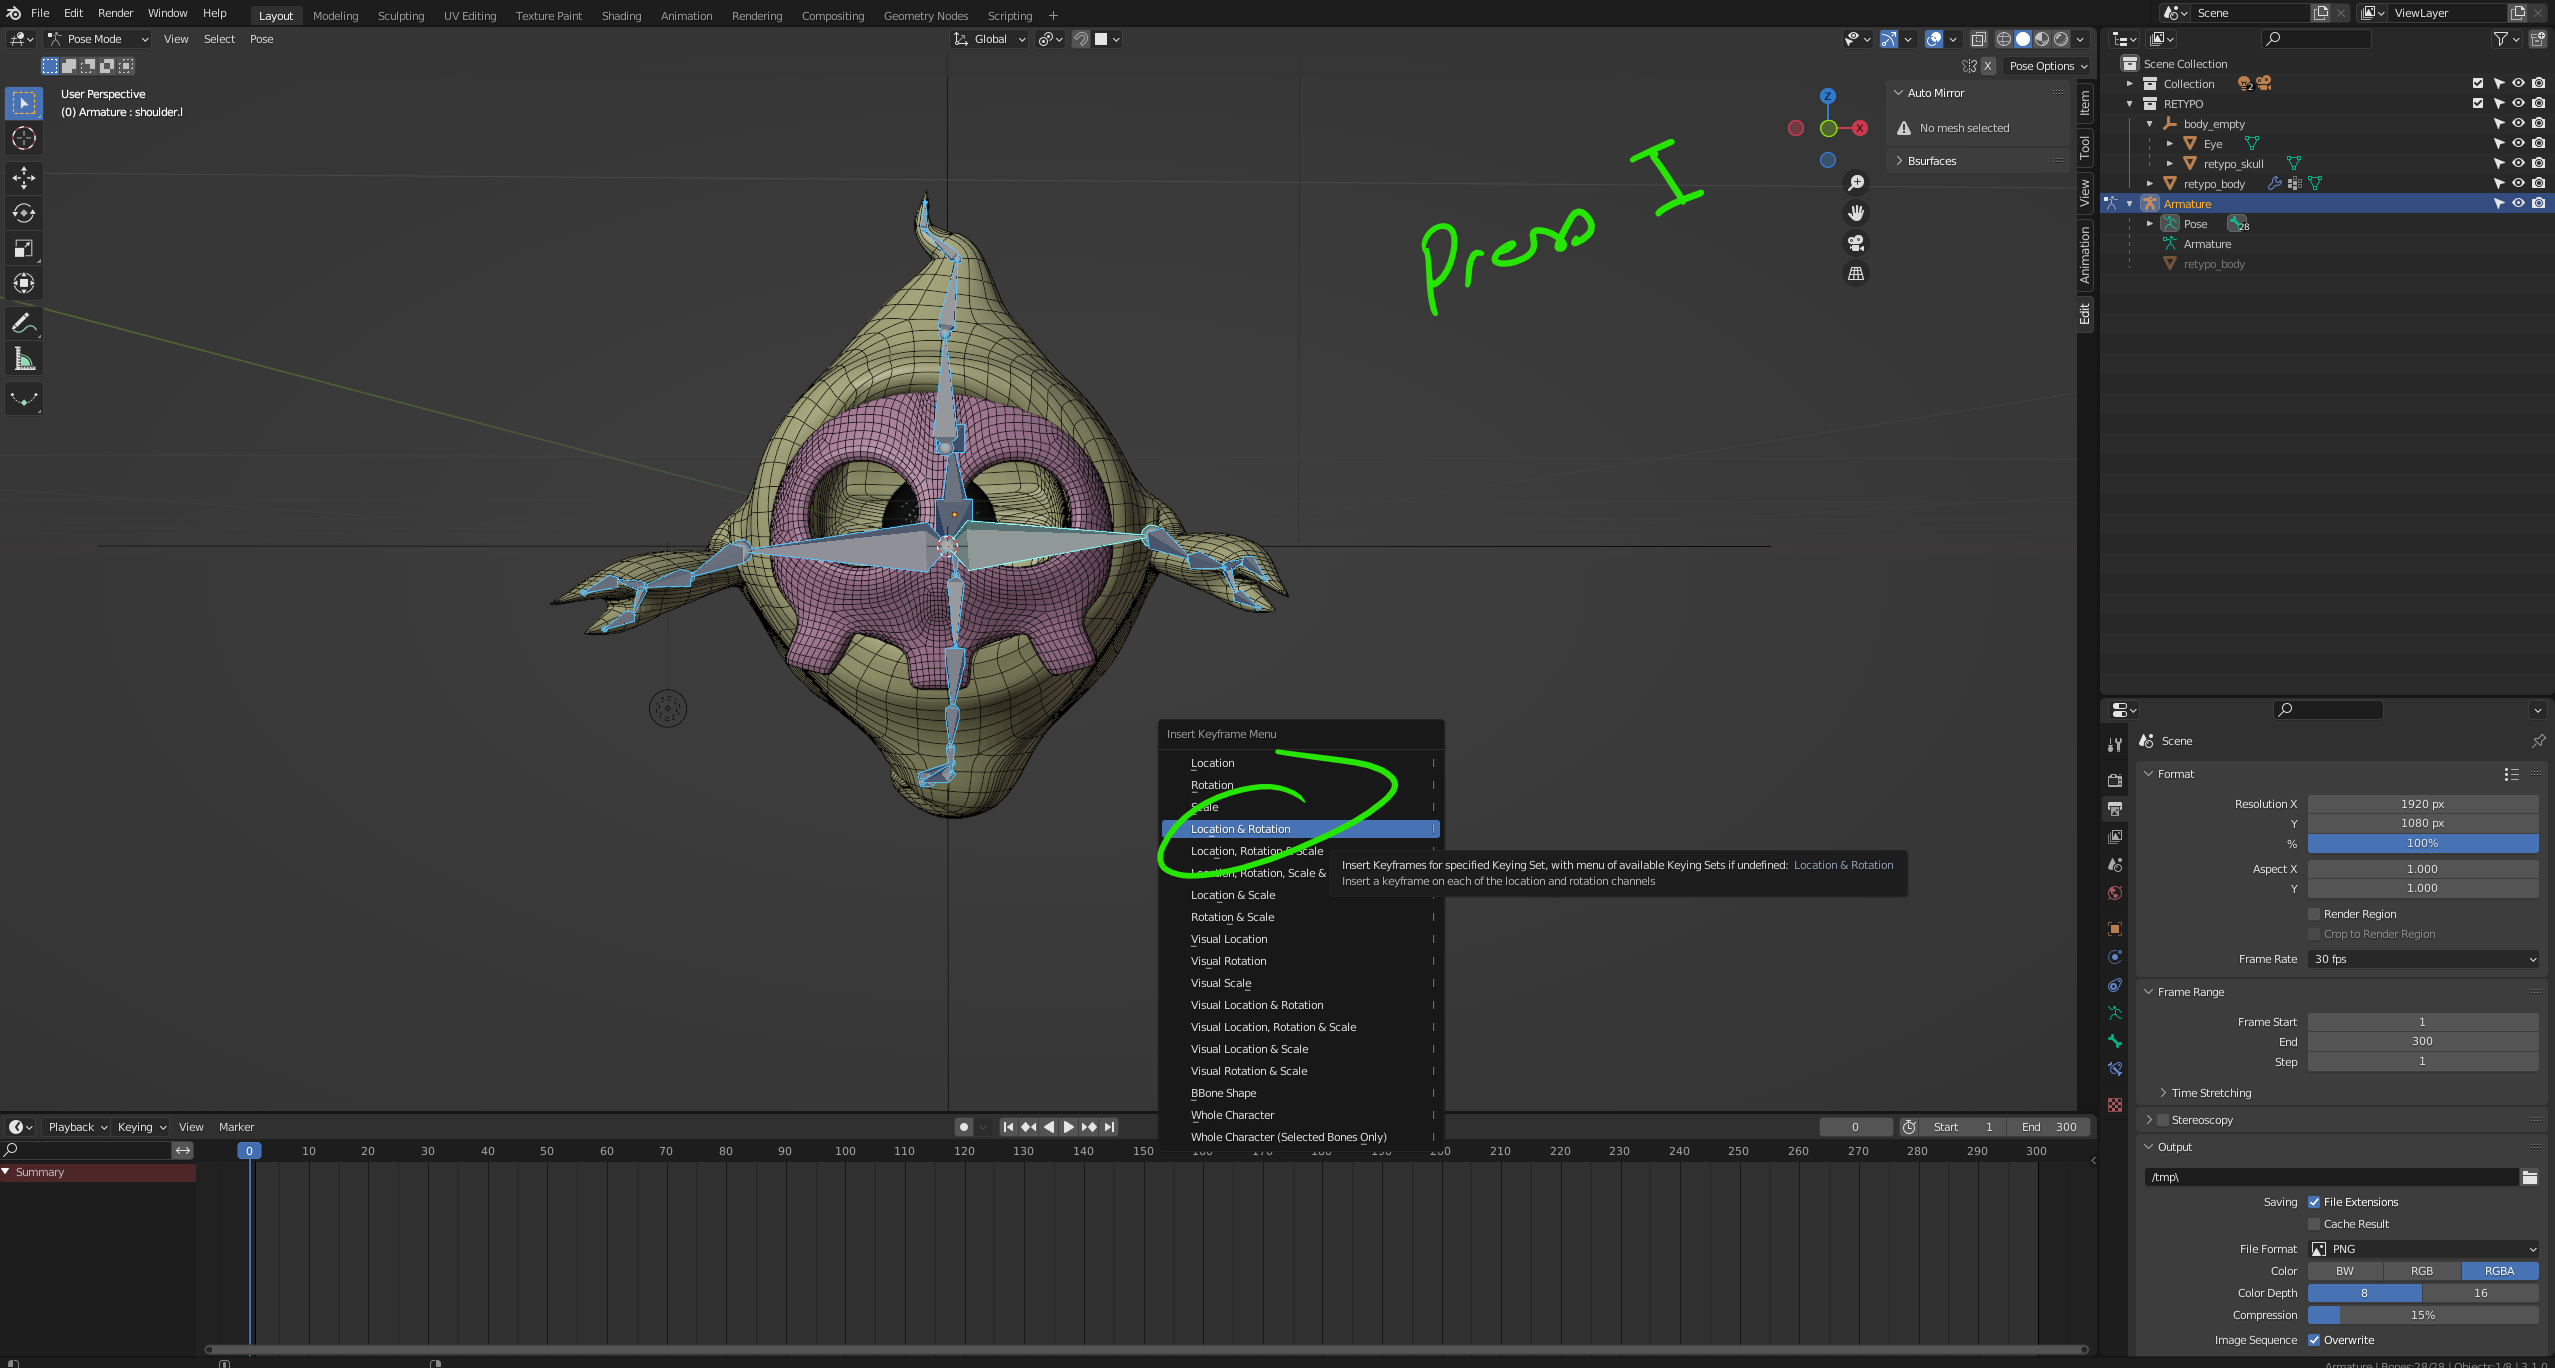 File Edit Render Window Help Layout Modeling Sculpting UV Editing Texture Paint Shading Animation Rendering Compositing Geometry Nodes Scripting + Scene ViewLayer
Pose Mode View Select Pose Global
X Pose Options
User Perspective
(0) Armature : shoulder.l
Z
X
Auto Mirror
No mesh selected
Bsurfaces
Item
Tool
View
Animation
Edit
Press I
Scene Collection
Collection 2
RETYPO
body_empty
Eye
retypo_skull
retypo_body
Armature
Pose 28
Armature
retypo_body
Insert Keyframe Menu
Location I
Rotation I
Scale I
Location & Rotation I
Location, Rotation & Scale
Location, Rotation, Scale &
Location & Scale I
Rotation & Scale I
Visual Location I
Visual Rotation I
Visual Scale I
Visual Location & Rotation I
Visual Location, Rotation & Scale I
Visual Location & Scale I
Visual Rotation & Scale I
BBone Shape I
Whole Character I
Whole Character (Selected Bones Only) I
Insert Keyframes for specified Keying Set, with menu of available Keying Sets if undefined: Location & Rotation
Insert a keyframe on each of the location and rotation channels
Scene
Format
Resolution X 1920 px
Y 1080 px
% 100%
Aspect X 1.000
Y 1.000
Render Region
Crop to Render Region
Frame Rate 30 fps
Frame Range
Frame Start 1
End 300
Step 1
Time Stretching
Stereoscopy
Output
/tmp\
Saving File Extensions
Cache Result
File Format PNG
Color BW RGB RGBA
Color Depth 8 16
Compression 15%
Image Sequence Overwrite
Playback Keying View Marker 0 Start 1 End 300
0 10 20 30 40 50 60 70 80 90 100 110 120 130 140 150 160 170 180 190 200 210 220 230 240 250 260 270 280 290 300
Summary
Armature | Bones:28/28 | Objects:1/8 | 3.1.0